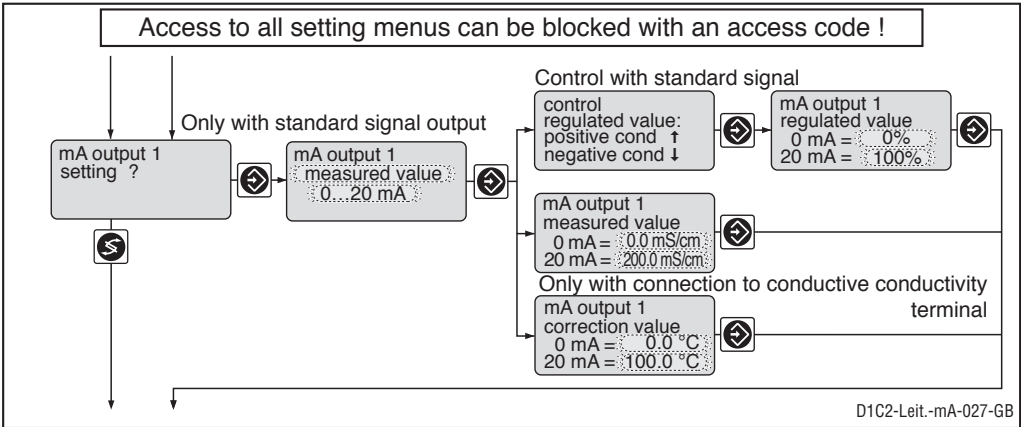 Access to all setting menus can be blocked with an access code !
Only with standard signal output
mA output 1
setting ?
mA output 1
measured value
0...20 mA
Control with standard signal
control
regulated value:
positive cond ↑
negative cond ↓
mA output 1
regulated value
0 mA = 0%
20 mA = 100%
mA output 1
measured value
0 mA = 0.0 mS/cm
20 mA = 200.0 mS/cm
Only with connection to conductive conductivity
terminal
mA output 1
correction value
0 mA = 0.0 °C
20 mA = 100.0 °C
D1C2-Leit.-mA-027-GB